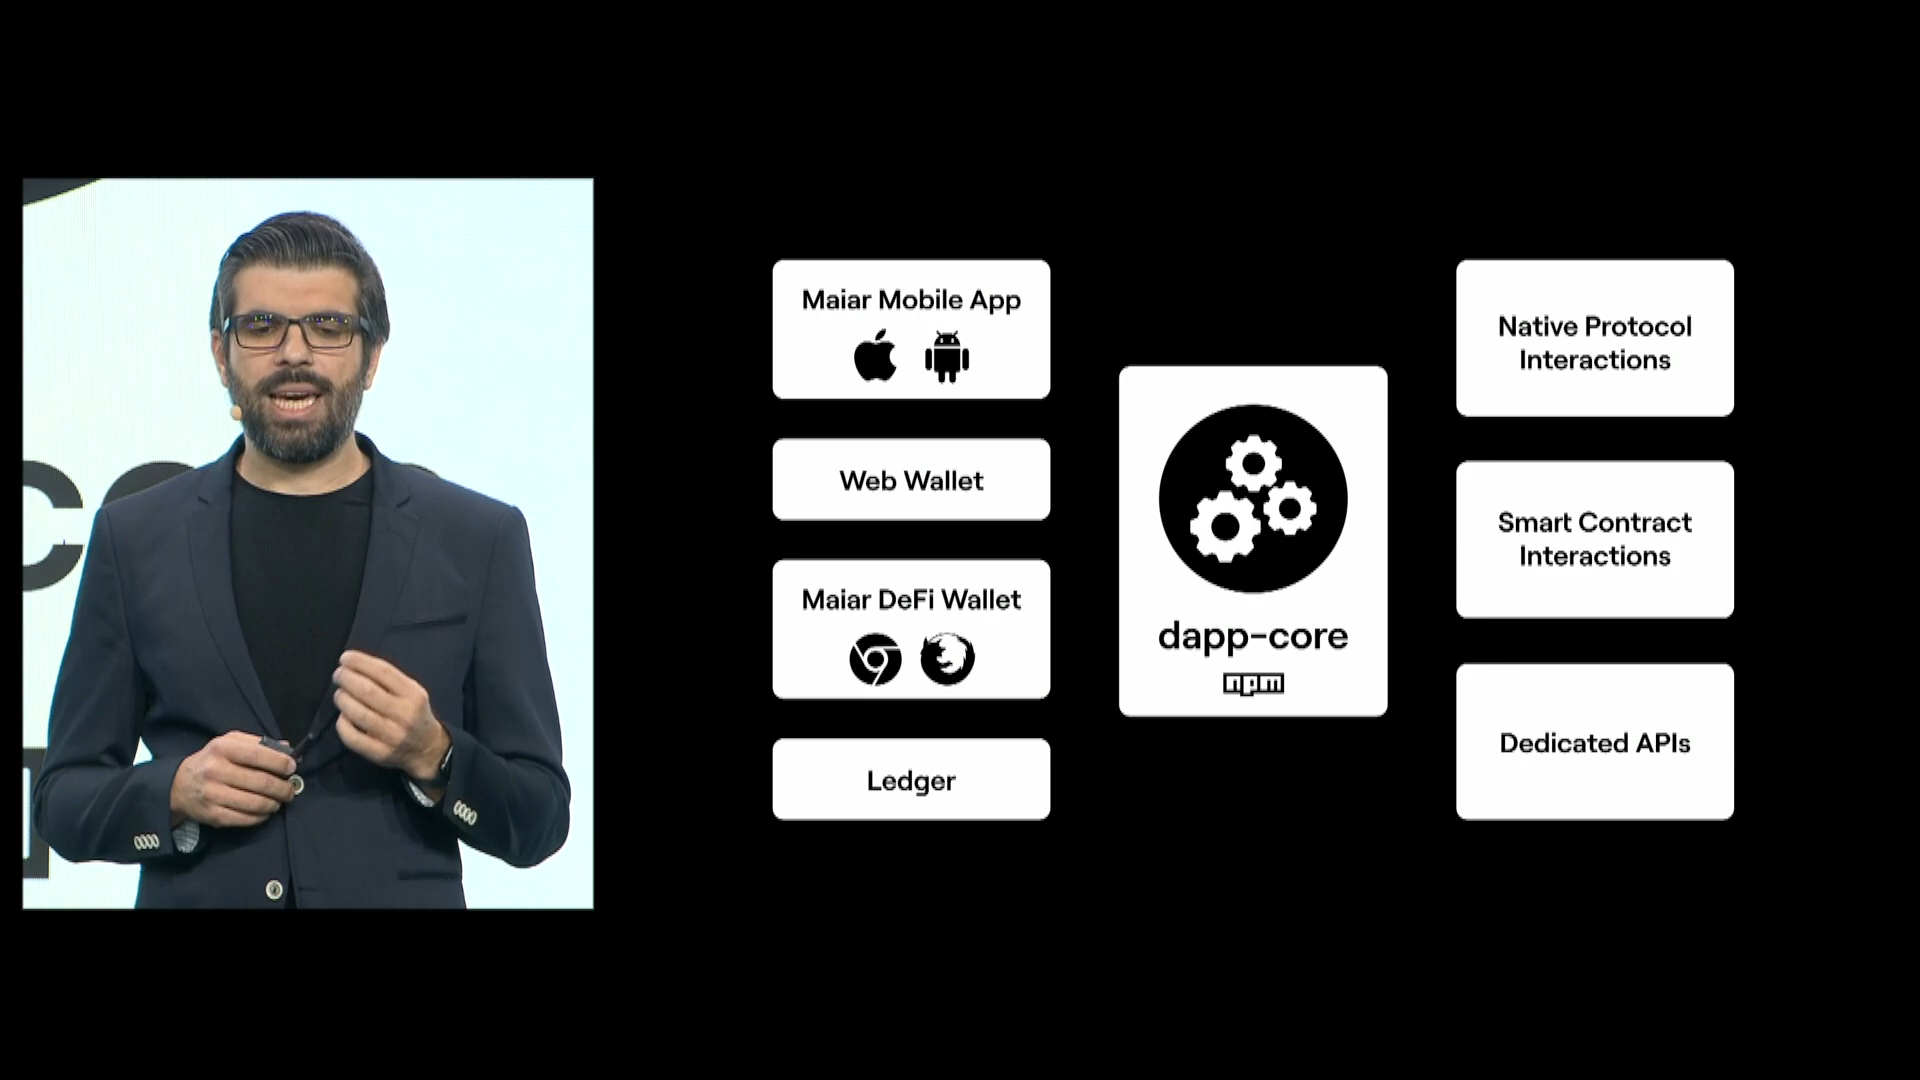 Maiar Mobile App
Web Wallet
Maiar DeFi Wallet
Ledger
dapp-core
npm
Native Protocol
Interactions
Smart Contract
Interactions
Dedicated APIs